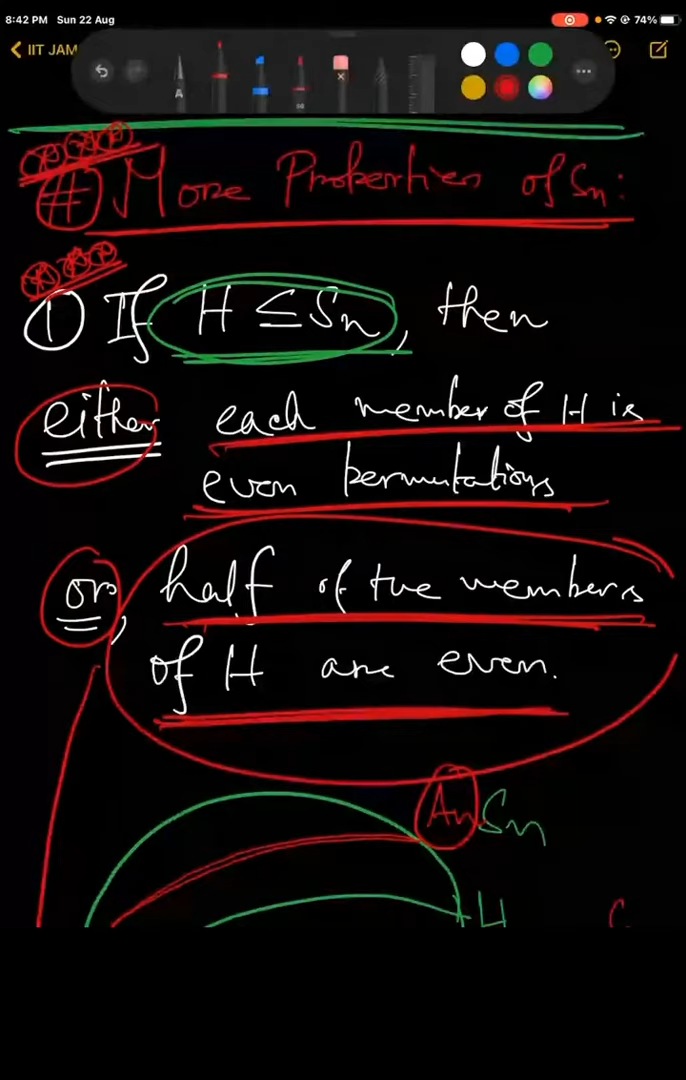 8:42 PM Sun 22 Aug 74%
IIT JAM
# More Properties of Sn:
① If H ≤ Sn, then
either each member of H is
even permutations
or, half of the members
of H are even.
An Sn
H